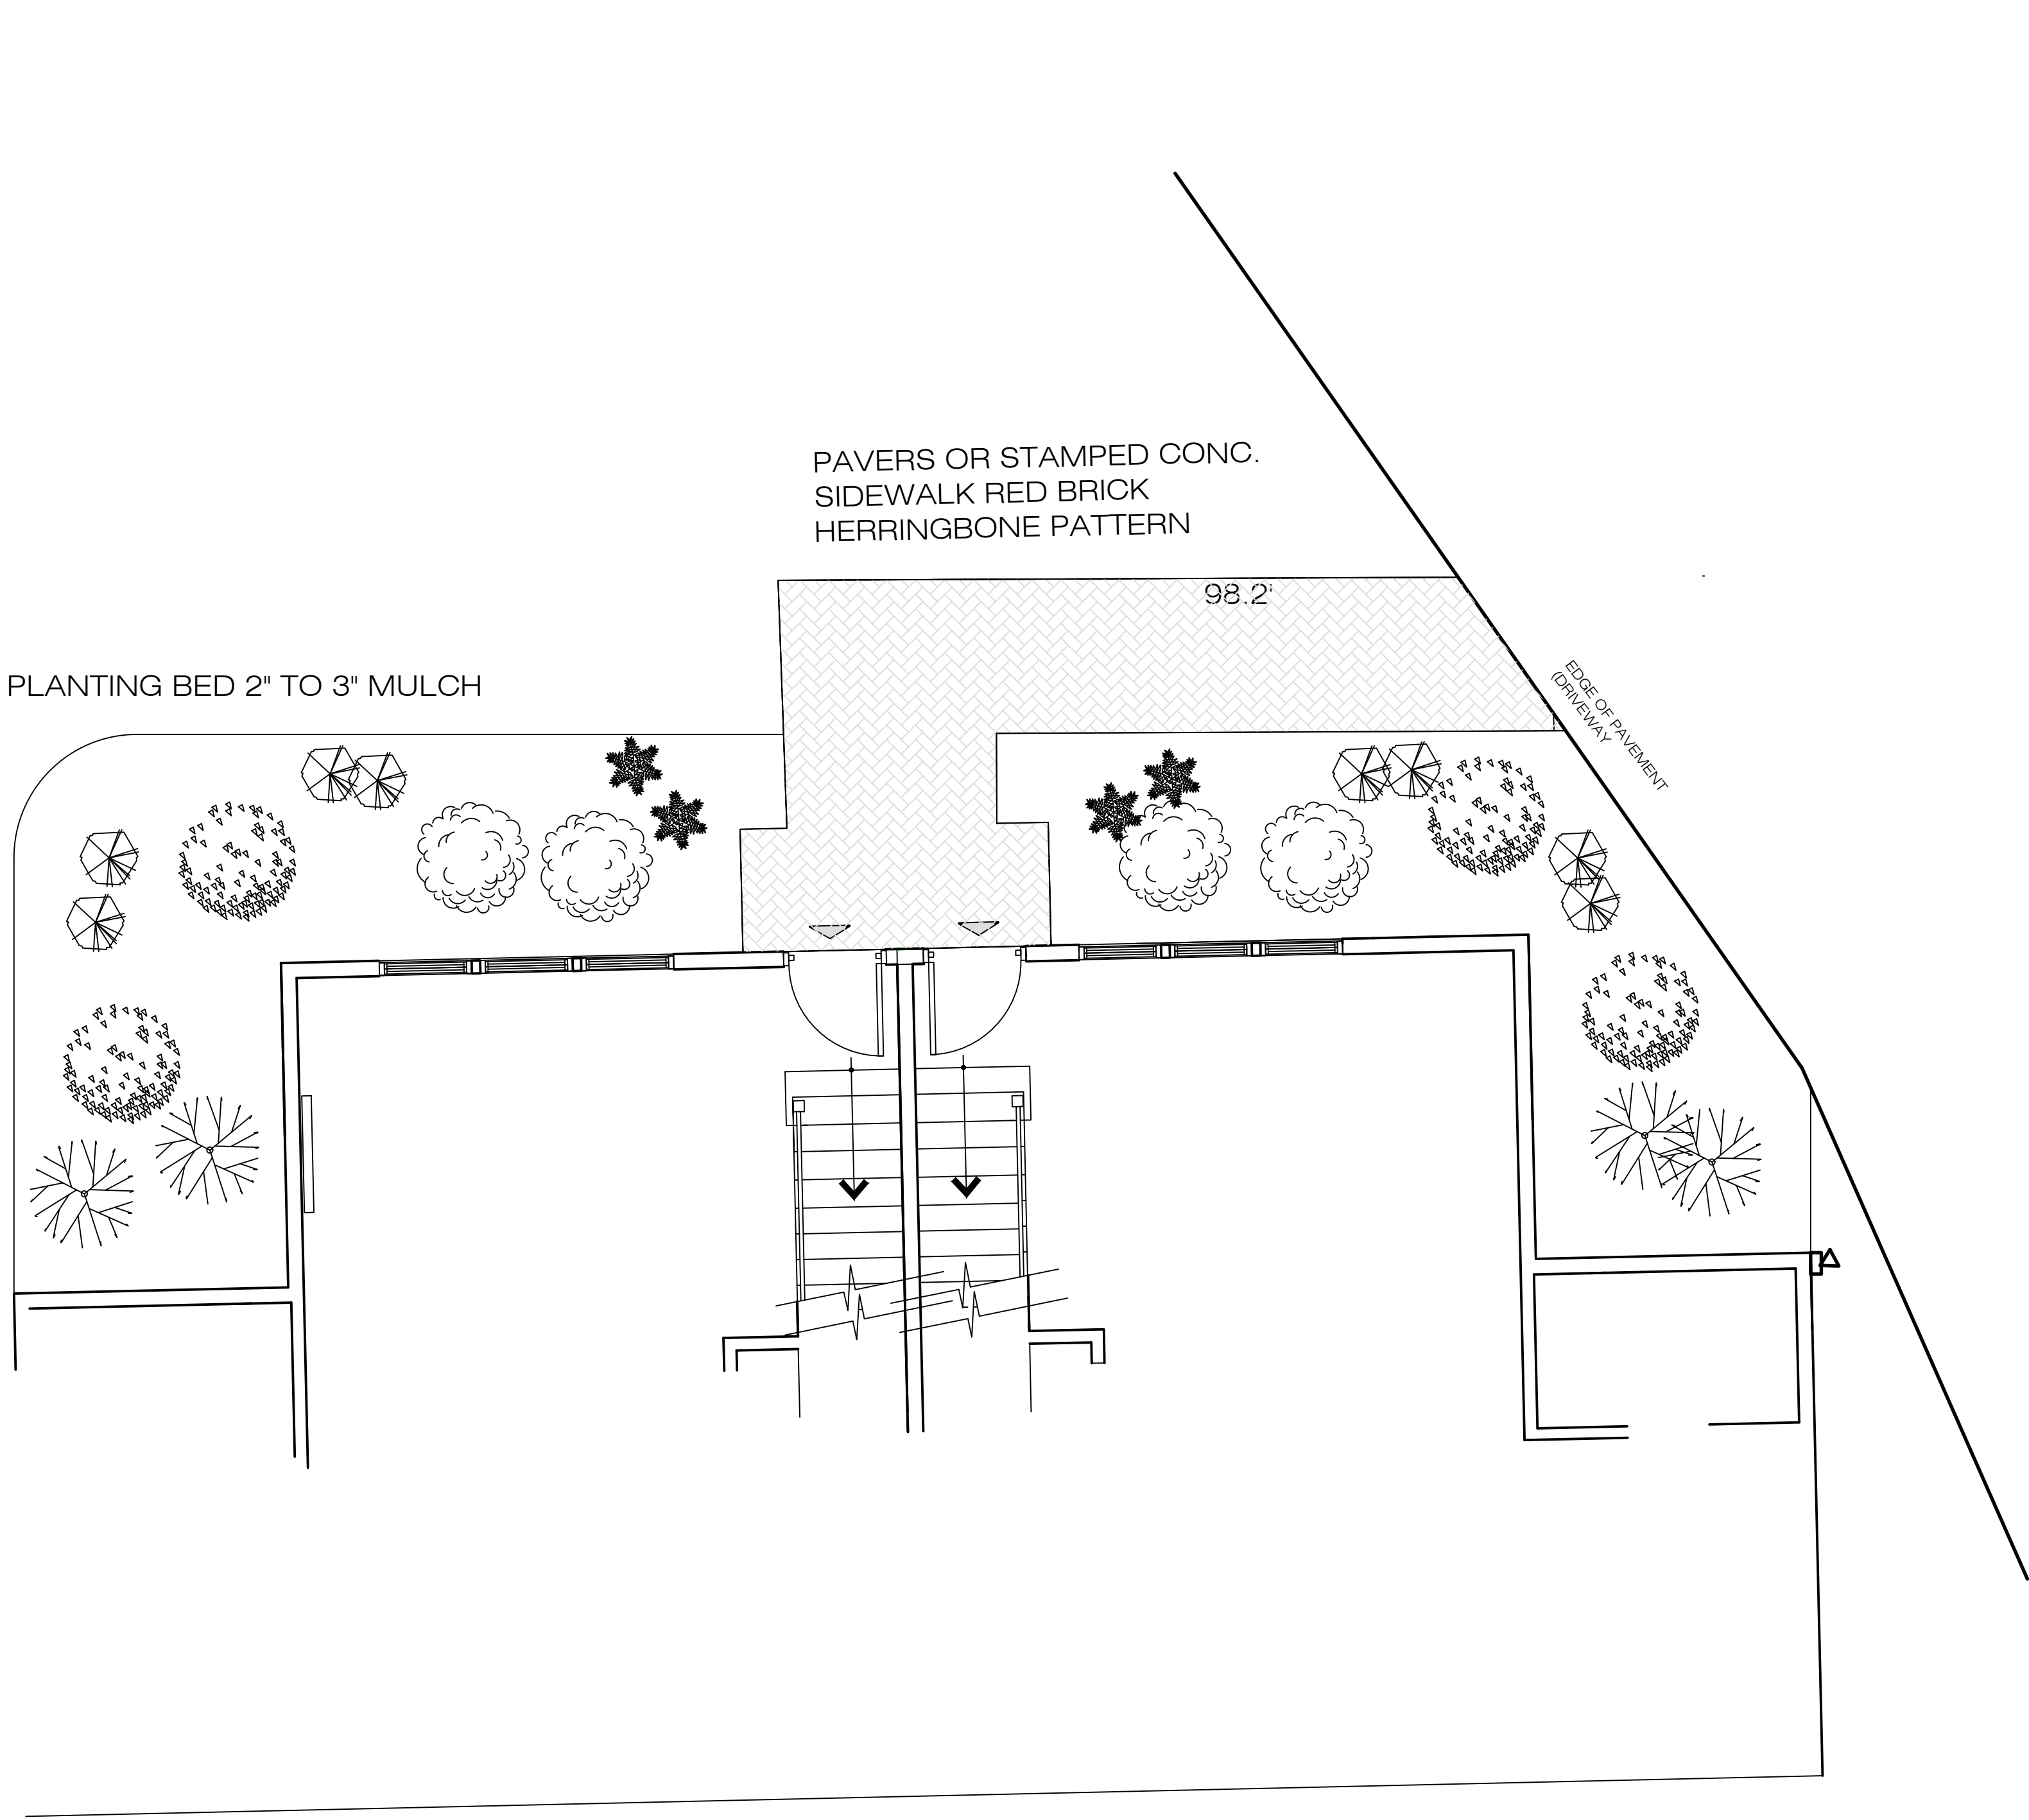 PAVERS OR STAMPED CONC.
SIDEWALK RED BRICK
HERRINGBONE PATTERN
98.2'
PLANTING BED 2" TO 3" MULCH
EDGE OF PAVEMENT
(DRIVEWAY